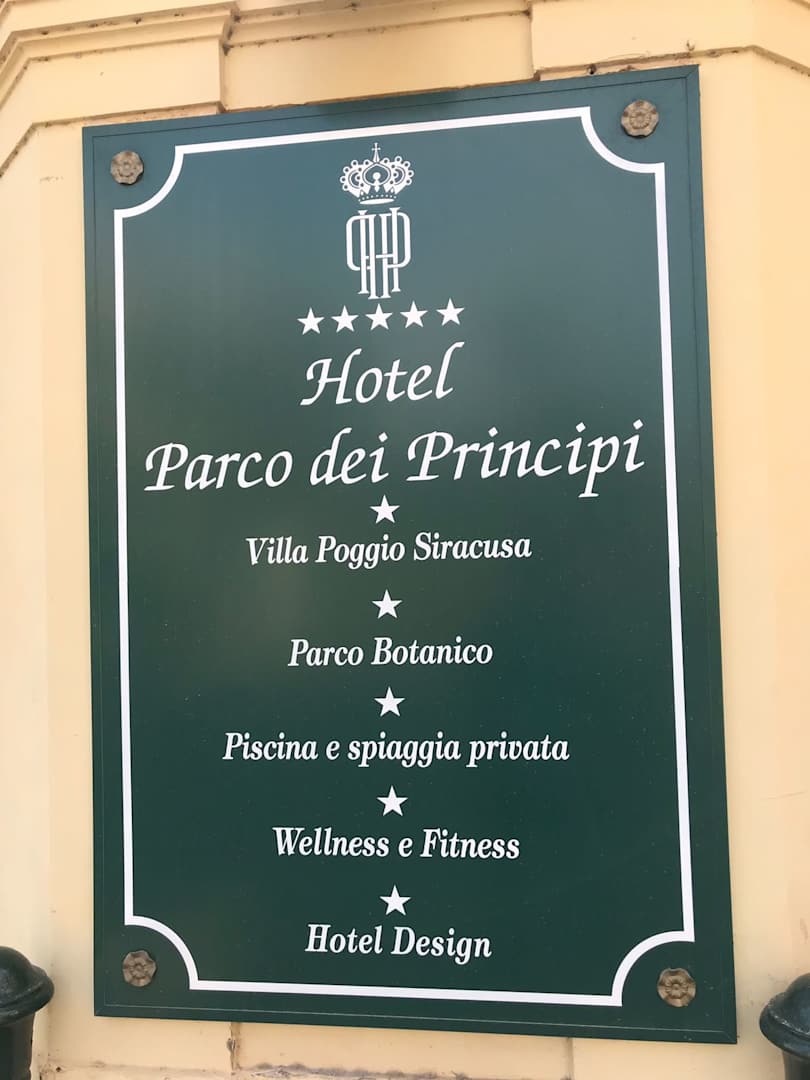 Hotel
Parco dei Principi
Villa Poggio Siracusa
Parco Botanico
Piscina e spiaggia privata
Wellness e Fitness
Hotel Design